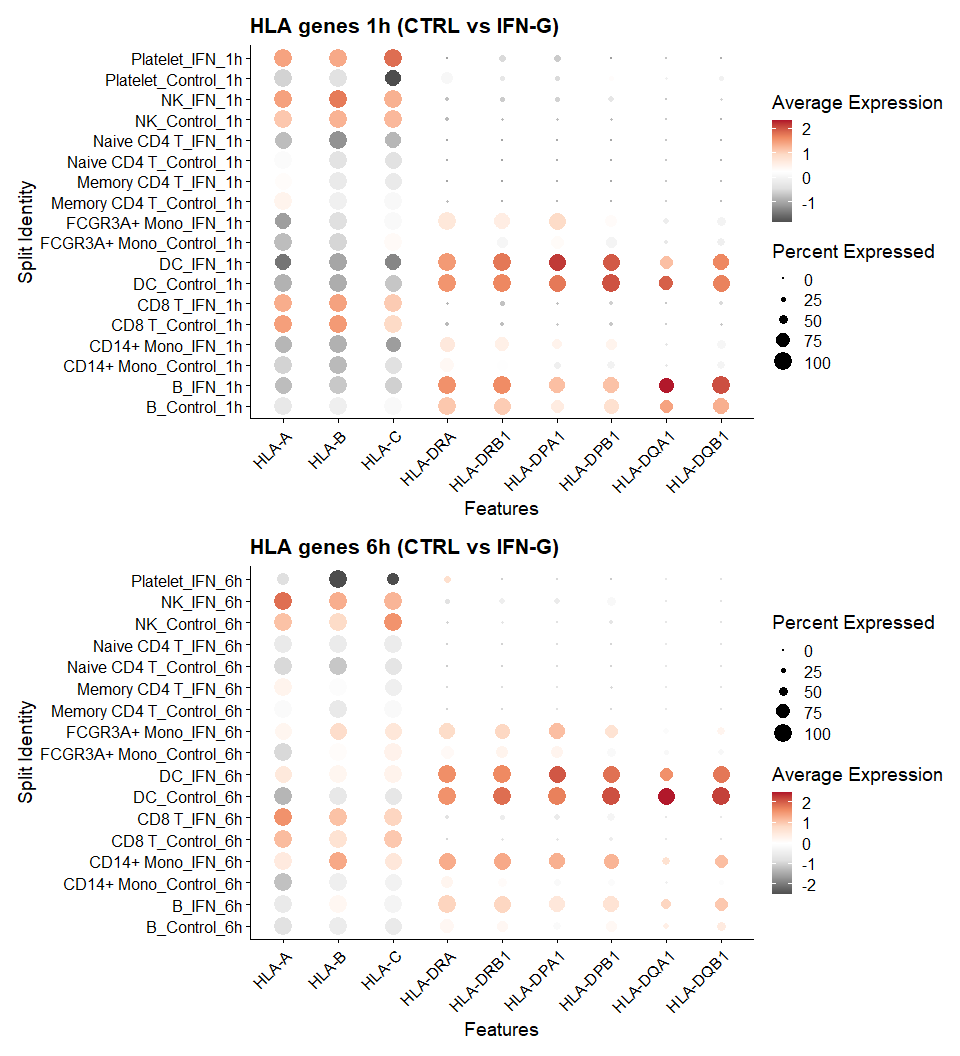 HLA genes 1h (CTRL vs IFN-G)
Split Identity
Platelet_IFN_1h
Platelet_Control_1h
NK_IFN_1h
NK_Control_1h
Naive CD4 T_IFN_1h
Naive CD4 T_Control_1h
Memory CD4 T_IFN_1h
Memory CD4 T_Control_1h
FCGR3A+ Mono_IFN_1h
FCGR3A+ Mono_Control_1h
DC_IFN_1h
DC_Control_1h
CD8 T_IFN_1h
CD8 T_Control_1h
CD14+ Mono_IFN_1h
CD14+ Mono_Control_1h
B_IFN_1h
B_Control_1h
HLA-A
HLA-B
HLA-C
HLA-DRA
HLA-DRB1
HLA-DPA1
HLA-DPB1
HLA-DQA1
HLA-DQB1
Features
Average Expression
2
1
0
-1
Percent Expressed
0
25
50
75
100
HLA genes 6h (CTRL vs IFN-G)
Split Identity
Platelet_IFN_6h
NK_IFN_6h
NK_Control_6h
Naive CD4 T_IFN_6h
Naive CD4 T_Control_6h
Memory CD4 T_IFN_6h
Memory CD4 T_Control_6h
FCGR3A+ Mono_IFN_6h
FCGR3A+ Mono_Control_6h
DC_IFN_6h
DC_Control_6h
CD8 T_IFN_6h
CD8 T_Control_6h
CD14+ Mono_IFN_6h
CD14+ Mono_Control_6h
B_IFN_6h
B_Control_6h
HLA-A
HLA-B
HLA-C
HLA-DRA
HLA-DRB1
HLA-DPA1
HLA-DPB1
HLA-DQA1
HLA-DQB1
Features
Percent Expressed
0
25
50
75
100
Average Expression
2
1
0
-1
-2